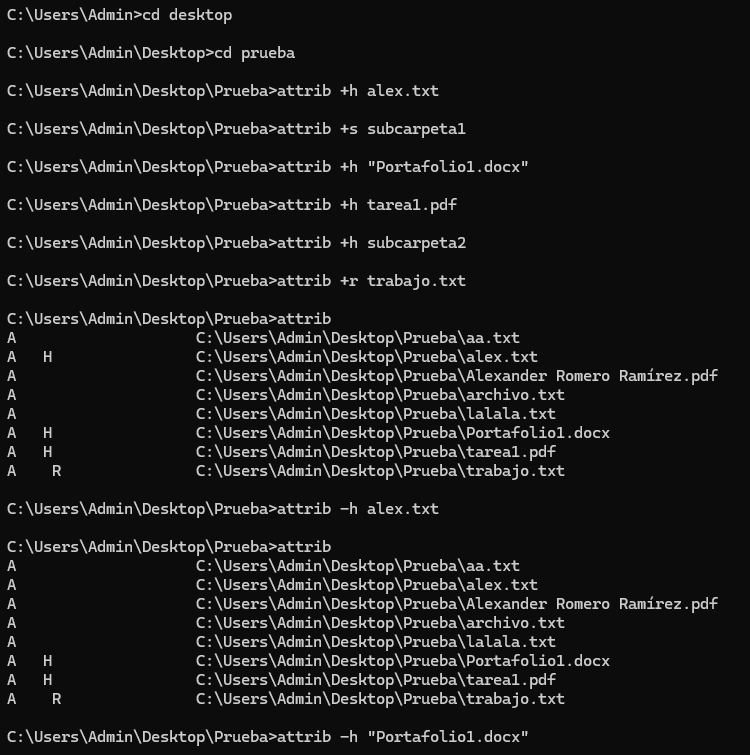 C:\Users\Admin>cd desktop
C:\Users\Admin\Desktop>cd prueba
C:\Users\Admin\Desktop\Prueba>attrib +h alex.txt
C:\Users\Admin\Desktop\Prueba>attrib +s subcarpeta1
C:\Users\Admin\Desktop\Prueba>attrib +h "Portafolio1.docx"
C:\Users\Admin\Desktop\Prueba>attrib +h tarea1.pdf
C:\Users\Admin\Desktop\Prueba>attrib +h subcarpeta2
C:\Users\Admin\Desktop\Prueba>attrib +r trabajo.txt
C:\Users\Admin\Desktop\Prueba>attrib
A                    C:\Users\Admin\Desktop\Prueba\aa.txt
A   H                C:\Users\Admin\Desktop\Prueba\alex.txt
A                    C:\Users\Admin\Desktop\Prueba\Alexander Romero Ramírez.pdf
A                    C:\Users\Admin\Desktop\Prueba\archivo.txt
A                    C:\Users\Admin\Desktop\Prueba\lalala.txt
A   H                C:\Users\Admin\Desktop\Prueba\Portafolio1.docx
A   H                C:\Users\Admin\Desktop\Prueba\tarea1.pdf
A    R               C:\Users\Admin\Desktop\Prueba\trabajo.txt
C:\Users\Admin\Desktop\Prueba>attrib -h alex.txt
C:\Users\Admin\Desktop\Prueba>attrib
A                    C:\Users\Admin\Desktop\Prueba\aa.txt
A                    C:\Users\Admin\Desktop\Prueba\alex.txt
A                    C:\Users\Admin\Desktop\Prueba\Alexander Romero Ramírez.pdf
A                    C:\Users\Admin\Desktop\Prueba\archivo.txt
A                    C:\Users\Admin\Desktop\Prueba\lalala.txt
A   H                C:\Users\Admin\Desktop\Prueba\Portafolio1.docx
A   H                C:\Users\Admin\Desktop\Prueba\tarea1.pdf
A    R               C:\Users\Admin\Desktop\Prueba\trabajo.txt
C:\Users\Admin\Desktop\Prueba>attrib -h "Portafolio1.docx"